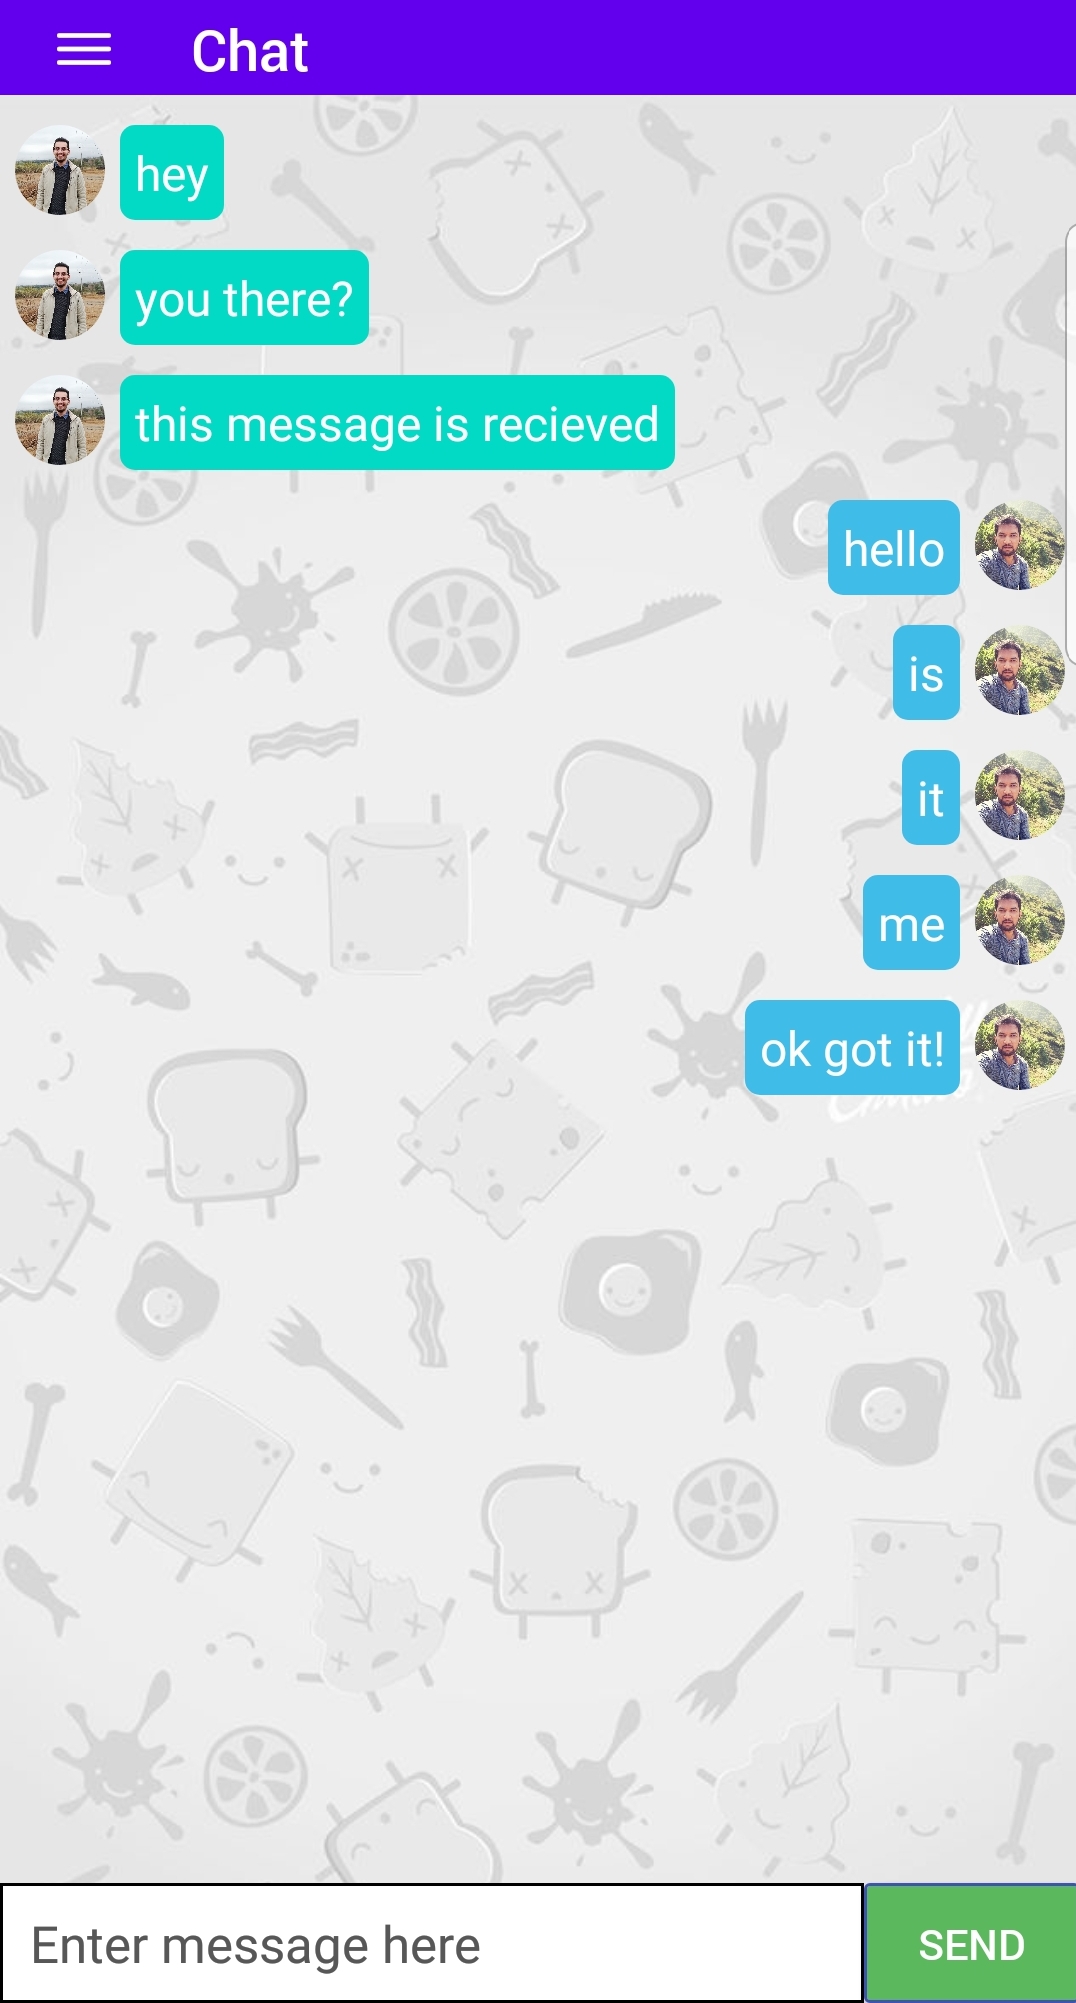 Chat
hey
you there?
this message is recieved
hello
is
it
me
ok got it!
Enter message here
SEND